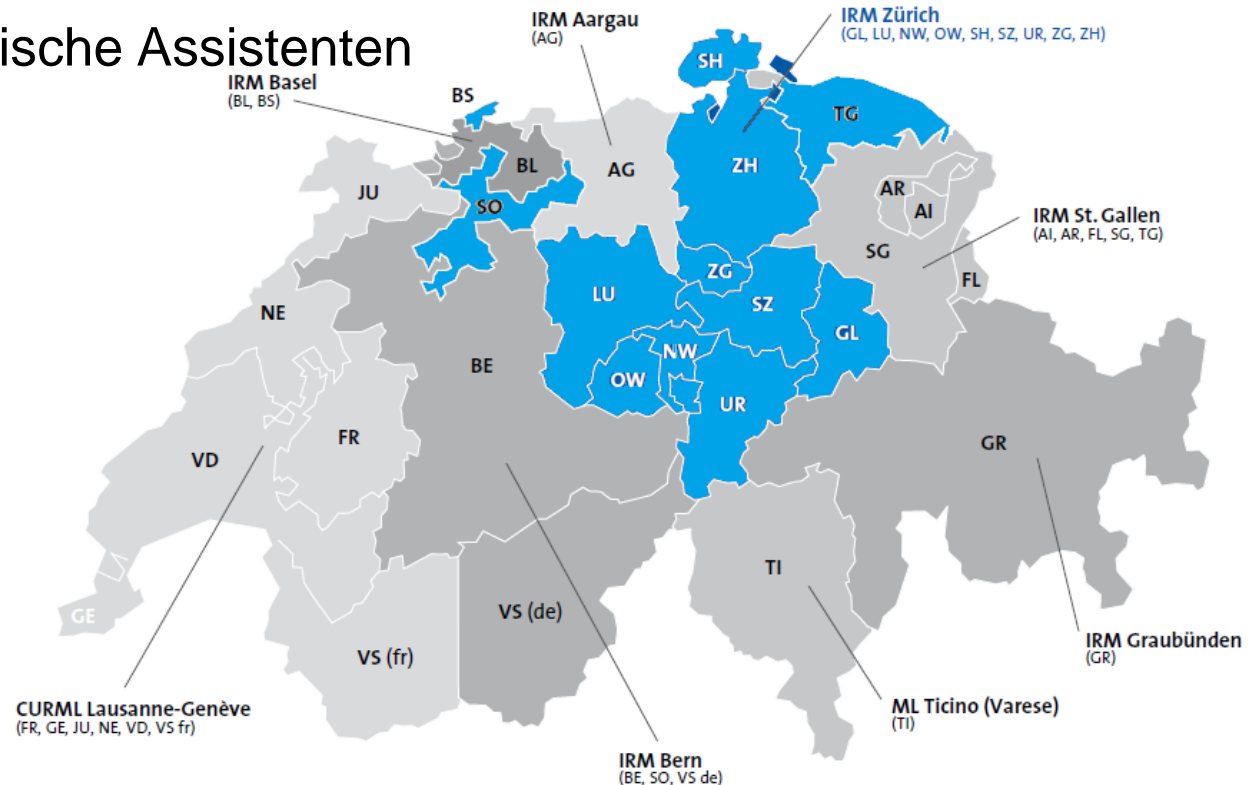 ische Assistenten
IRM Aargau
(AG)
IRM Zürich
(GL, LU, NW, OW, SH, SZ, UR, ZG, ZH)
IRM Basel
(BL, BS)
BS
SH
TG
BL
AG
ZH
JU
SO
AR
AI
IRM St. Gallen
(AI, AR, FL, SG, TG)
SG
ZG
FL
LU
SZ
NE
GL
NW
BE
OW
UR
FR
GR
VD
TI
VS (de)
GE
VS (fr)
IRM Graubünden
(GR)
CURML Lausanne-Genève
(FR, GE, JU, NE, VD, VS fr)
ML Ticino (Varese)
(TI)
IRM Bern
(BE, SO, VS de)